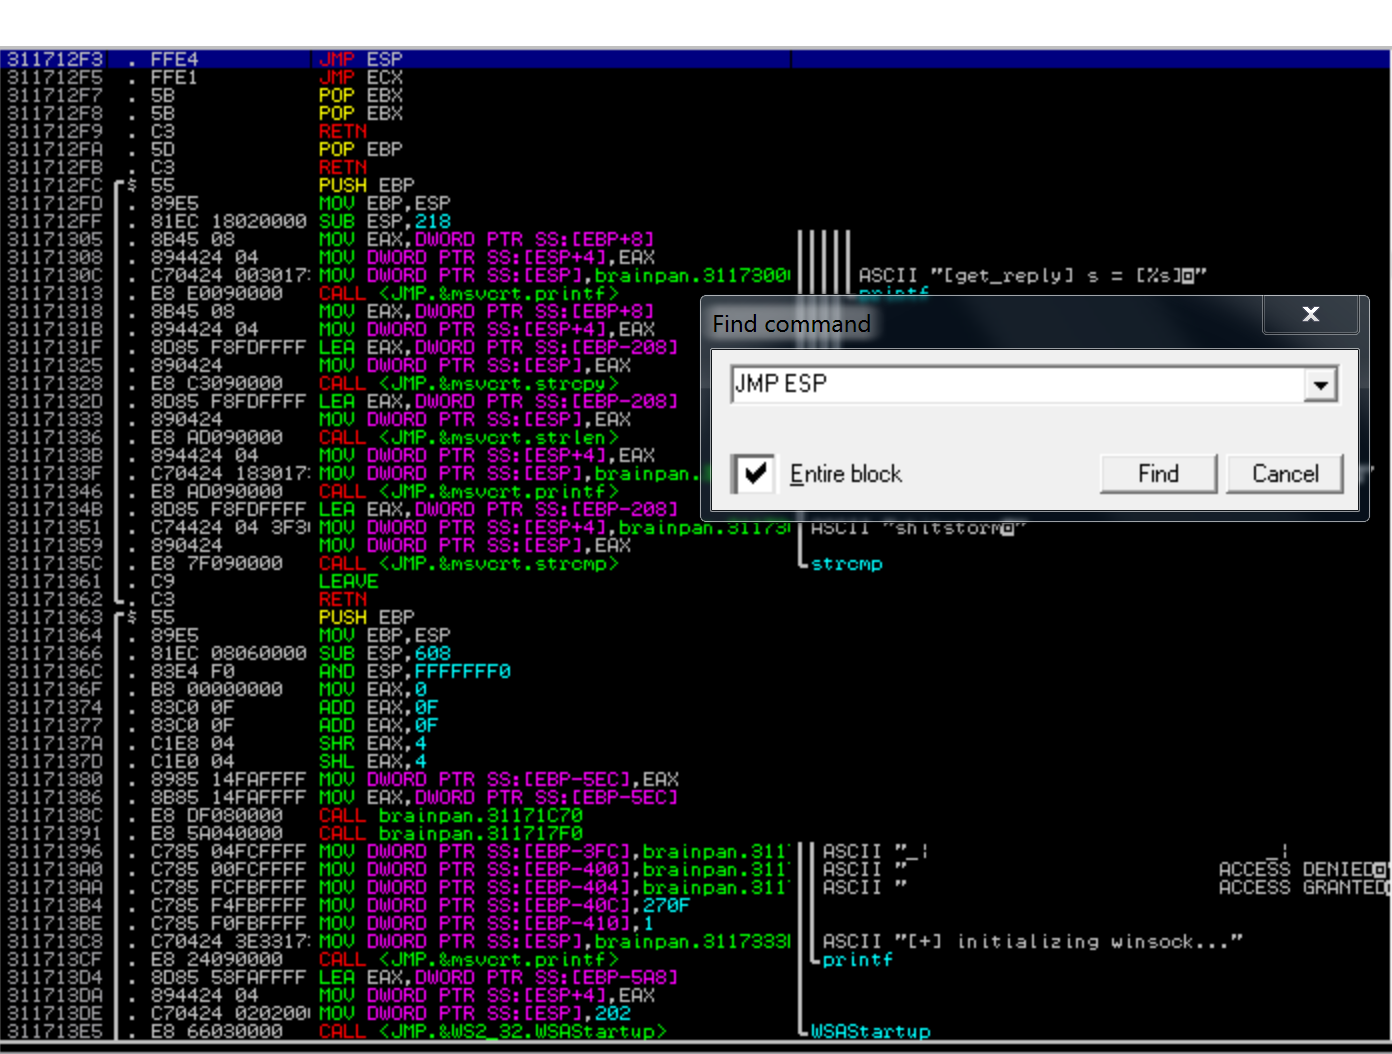 311712F3 . FFE4 JMP ESP
311712F5 . FFE1 JMP ECX
311712F7 . 5B POP EBX
311712F8 . 5B POP EBX
311712F9 . C3 RETN
311712FA . 5D POP EBP
311712FB . C3 RETN
311712FC $ 55 PUSH EBP
311712FD . 89E5 MOV EBP,ESP
311712FF . 81EC 18020000 SUB ESP,218
31171305 . 8B45 08 MOV EAX,DWORD PTR SS:[EBP+8]
31171308 . 894424 04 MOV DWORD PTR SS:[ESP+4],EAX
3117130C . C70424 003017 MOV DWORD PTR SS:[ESP],brainpan.3117300 ASCII "[get_reply] s = [%s]"
31171313 . E8 E0090000 CALL <JMP.&msvcrt.printf> printf
31171318 . 8B45 08 MOV EAX,DWORD PTR SS:[EBP+8]
3117131B . 894424 04 MOV DWORD PTR SS:[ESP+4],EAX
3117131F . 8D85 F8FDFFFF LEA EAX,DWORD PTR SS:[EBP-208]
31171325 . 890424 MOV DWORD PTR SS:[ESP],EAX
31171328 . E8 C3090000 CALL <JMP.&msvcrt.strcpy>
3117132D . 8D85 F8FDFFFF LEA EAX,DWORD PTR SS:[EBP-208]
31171333 . 890424 MOV DWORD PTR SS:[ESP],EAX
31171336 . E8 AD090000 CALL <JMP.&msvcrt.strlen>
3117133B . 894424 04 MOV DWORD PTR SS:[ESP+4],EAX
3117133F . C70424 183017 MOV DWORD PTR SS:[ESP],brainpan.
31171346 . E8 AD090000 CALL <JMP.&msvcrt.printf>
3117134B . 8D85 F8FDFFFF LEA EAX,DWORD PTR SS:[EBP-208]
31171351 . C74424 04 3F3 MOV DWORD PTR SS:[ESP+4],brainpan.31173 ASCII "shitstorm"
31171359 . 890424 MOV DWORD PTR SS:[ESP],EAX
3117135C . E8 7F090000 CALL <JMP.&msvcrt.strcmp> strcmp
31171361 . C9 LEAVE
31171362 . C3 RETN
31171363 $ 55 PUSH EBP
31171364 . 89E5 MOV EBP,ESP
31171366 . 81EC 08060000 SUB ESP,608
3117136C . 83E4 F0 AND ESP,FFFFFFF0
3117136F . B8 00000000 MOV EAX,0
31171374 . 83C0 0F ADD EAX,0F
31171377 . 83C0 0F ADD EAX,0F
3117137A . C1E8 04 SHR EAX,4
3117137D . C1E0 04 SHL EAX,4
31171380 . 8985 14FAFFFF MOV DWORD PTR SS:[EBP-5EC],EAX
31171386 . 8B85 14FAFFFF MOV EAX,DWORD PTR SS:[EBP-5EC]
3117138C . E8 DF080000 CALL brainpan.31171C70
31171391 . E8 5A040000 CALL brainpan.311717F0
31171396 . C785 04FCFFFF MOV DWORD PTR SS:[EBP-3FC],brainpan.311 ASCII "_| _|
311713A0 . C785 00FCFFFF MOV DWORD PTR SS:[EBP-400],brainpan.311 ASCII " ACCESS DENIED
311713AA . C785 FCFBFFFF MOV DWORD PTR SS:[EBP-404],brainpan.311 ASCII " ACCESS GRANTED
311713B4 . C785 F4FBFFFF MOV DWORD PTR SS:[EBP-40C],270F
311713BE . C785 F0FBFFFF MOV DWORD PTR SS:[EBP-410],1
311713C8 . C70424 3E3317 MOV DWORD PTR SS:[ESP],brainpan.3117333 ASCII "[+] initializing winsock..."
311713CF . E8 24090000 CALL <JMP.&msvcrt.printf> printf
311713D4 . 8D85 58FAFFFF LEA EAX,DWORD PTR SS:[EBP-5A8]
311713DA . 894424 04 MOV DWORD PTR SS:[ESP+4],EAX
311713DE . C70424 020200 MOV DWORD PTR SS:[ESP],202
311713E5 . E8 66030000 CALL <JMP.&WS2_32.WSAStartup> WSAStartup
Find command
X
JMP ESP
Entire block
Find
Cancel